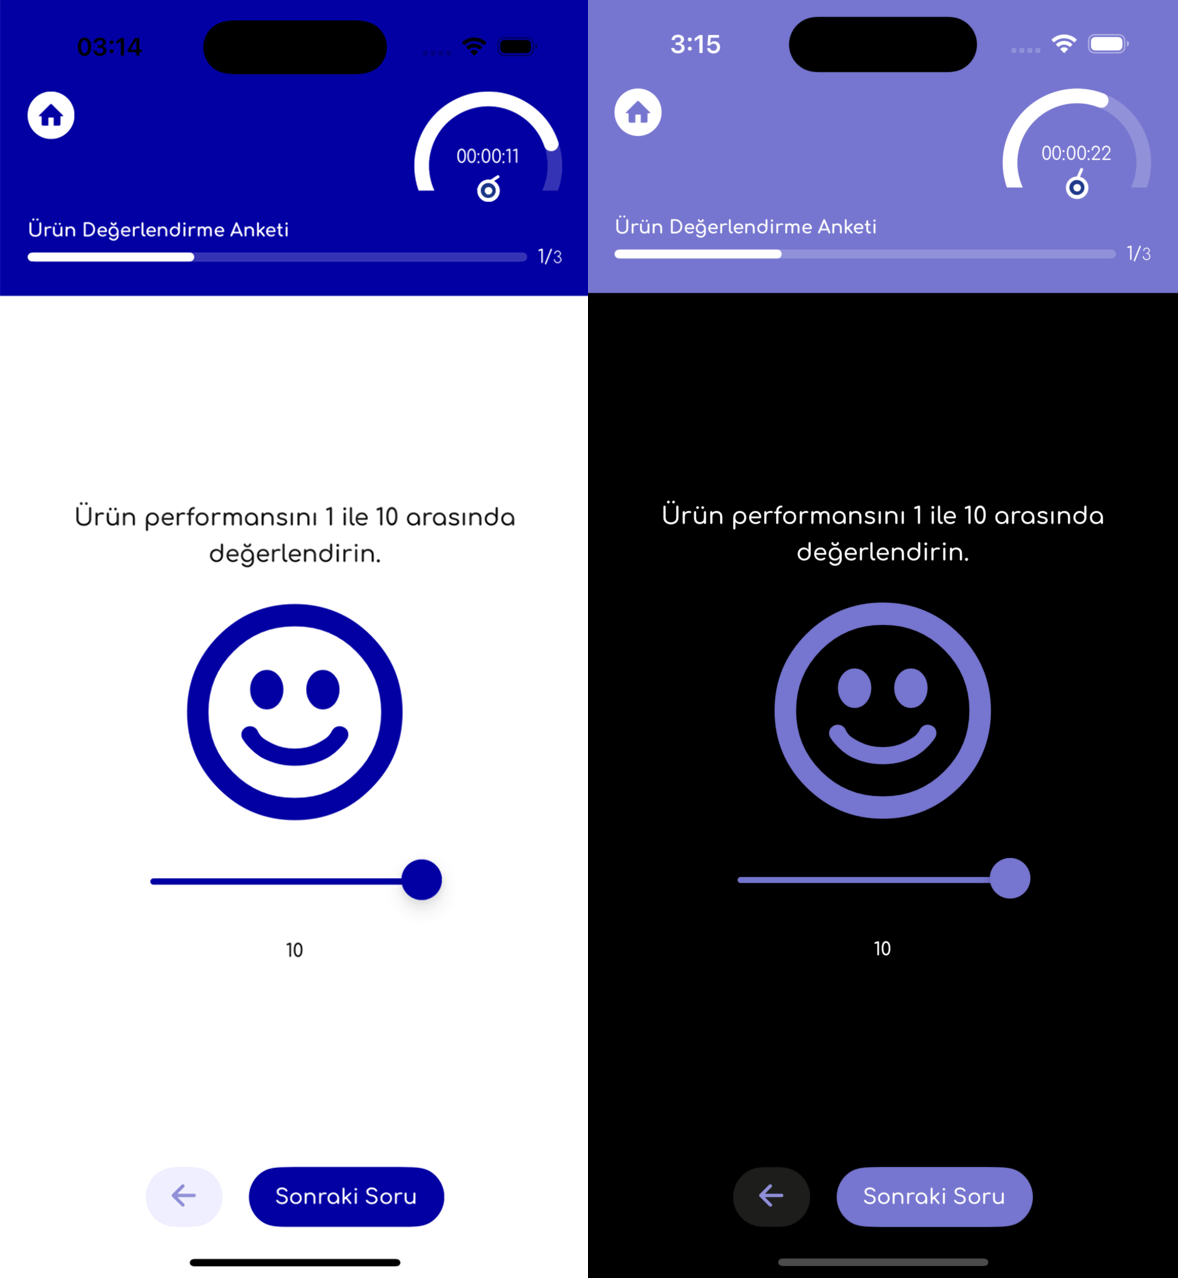 03:14
00:00:11
Ürün Değerlendirme Anketi
1/3
Ürün performansını 1 ile 10 arasında
değerlendirin.
10
Sonraki Soru
3:15
00:00:22
Ürün Değerlendirme Anketi
1/3
Ürün performansını 1 ile 10 arasında
değerlendirin.
10
Sonraki Soru